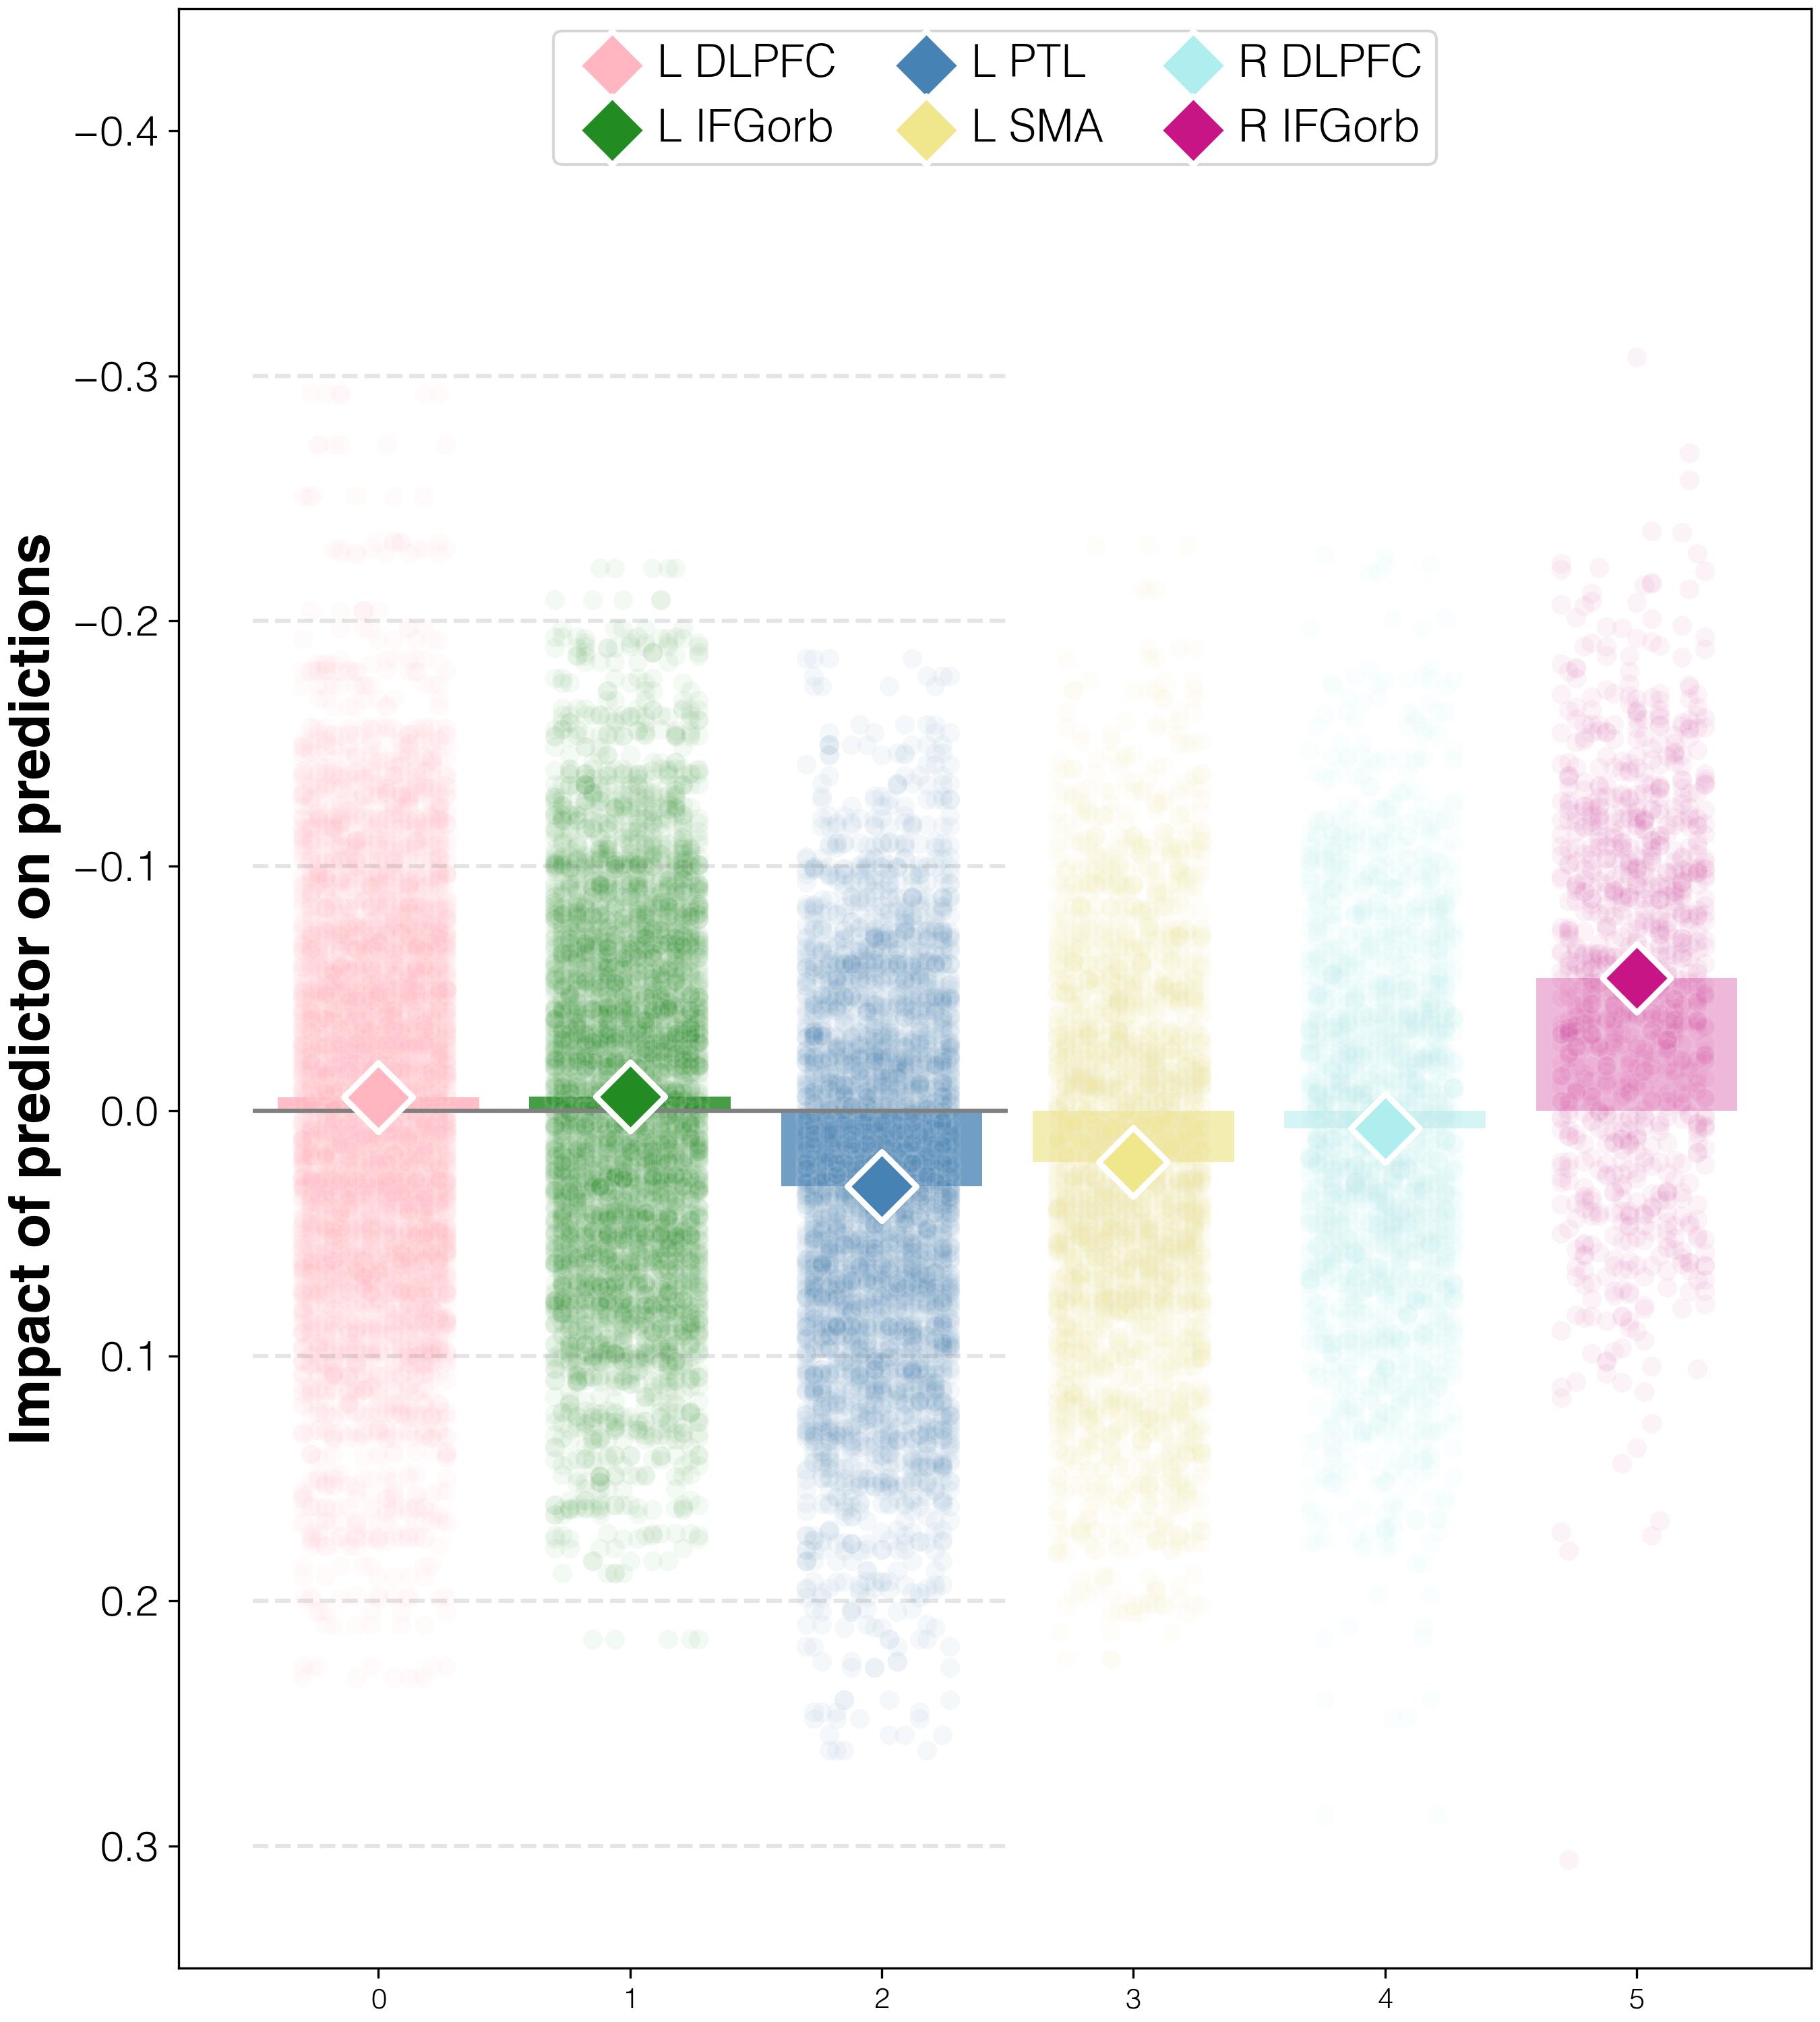 L DLPFC L PTL R DLPFC
L IFGorb L SMA R IFGorb
Impact of predictor on predictions
−0.4
−0.3
−0.2
−0.1
0.0
0.1
0.2
0.3
0 1 2 3 4 5